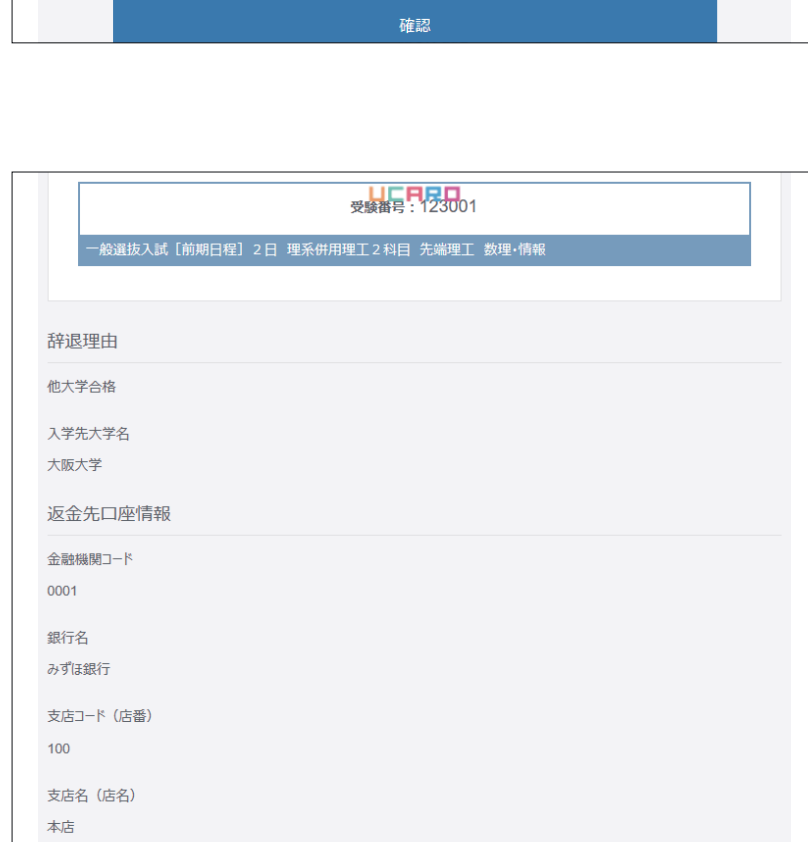 確認
UCARO
受験番号：123001
一般選抜入試［前期日程］２日 理系併用理工２科目 先端理工 数理・情報
辞退理由
他大学合格
入学先大学名
大阪大学
返金先口座情報
金融機関コード
0001
銀行名
みずほ銀行
支店コード（店番）
100
支店名（店名）
本店